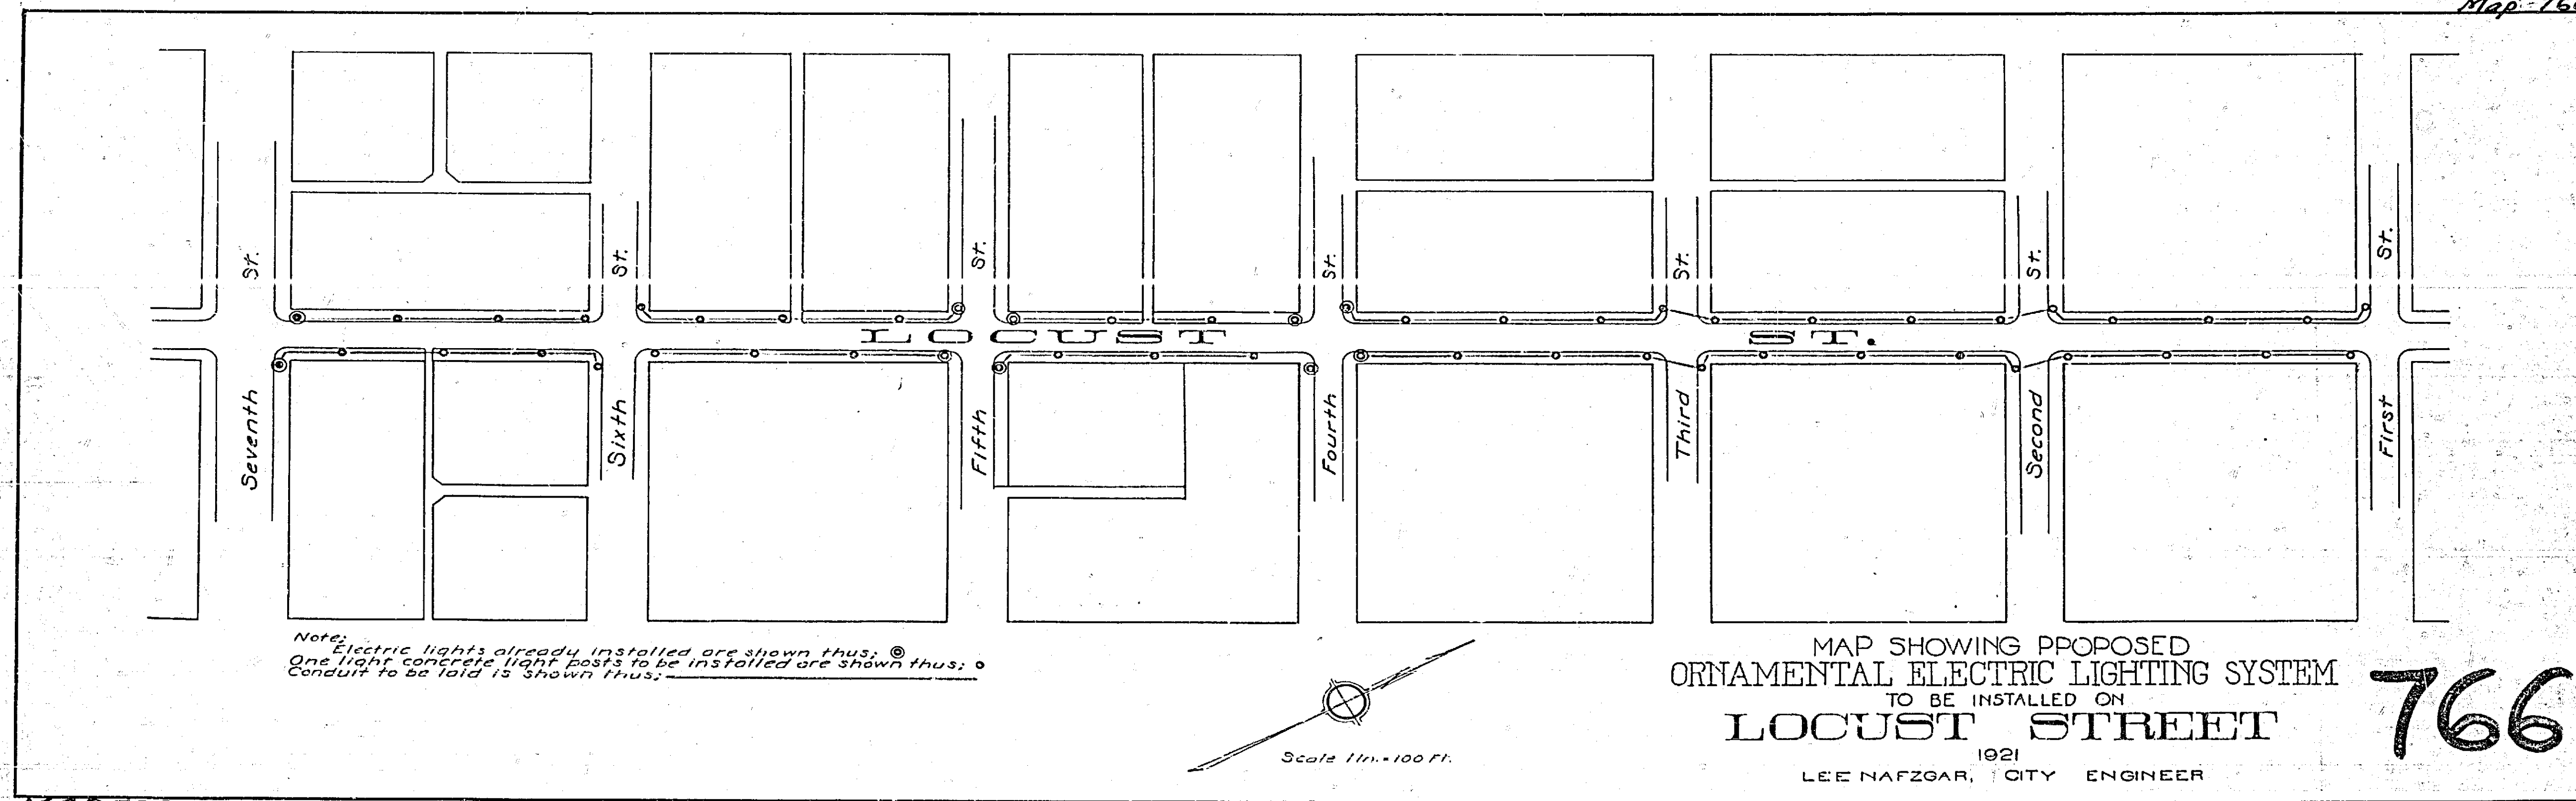 St.
St.
St.
St.
St.
St.
St.
LOCUST ST.
Seventh
Sixth
Fifth
Fourth
Third
Second
First
Note:
Electric lights already installed are shown thus;
One light concrete light posts to be installed are shown thus;
Conduit to be laid is shown thus;
Scale 1 In. = 100 Ft.
MAP SHOWING PPOPOSED
ORNAMENTAL ELECTRIC LIGHTING SYSTEM
TO BE INSTALLED ON
LOCUST STREET
1921
LEE NAFZGAR, CITY ENGINEER
766